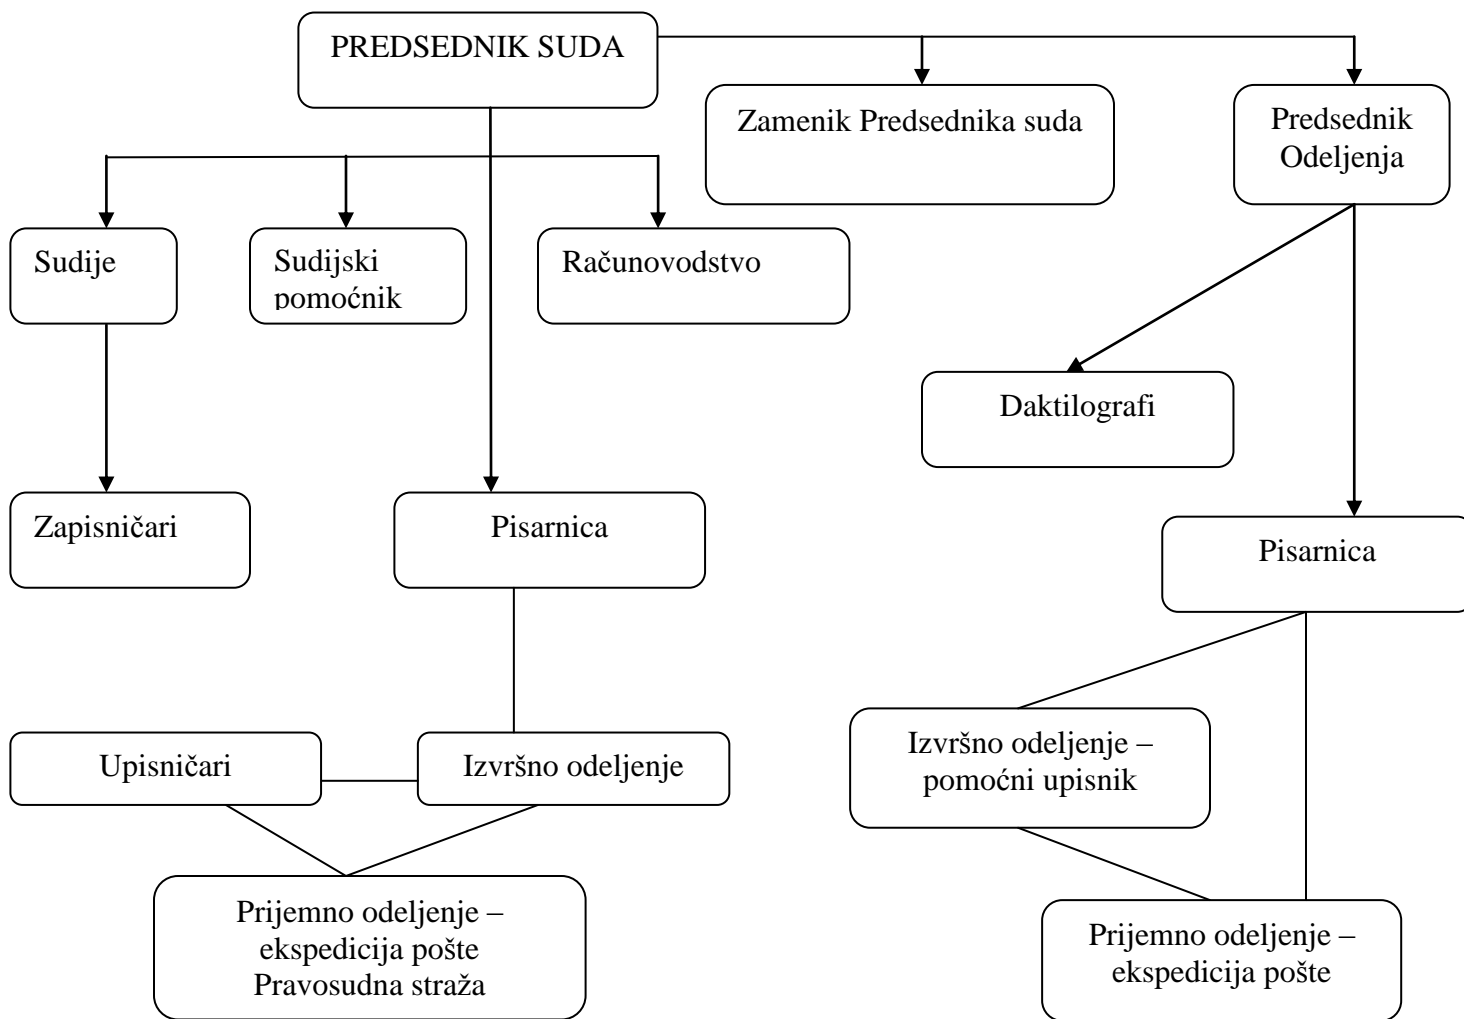 PREDSEDNIK SUDA
Zamenik Predsednika suda
Predsednik
Odeljenja
Sudije
Sudijski
pomoćnik
Računovodstvo
Daktilografi
Zapisničari
Pisarnica
Pisarnica
Upisničari
Izvršno odeljenje
Izvršno odeljenje –
pomoćni upisnik
Prijemno odeljenje –
ekspedicija pošte
Pravosudna straža
Prijemno odeljenje –
ekspedicija pošte